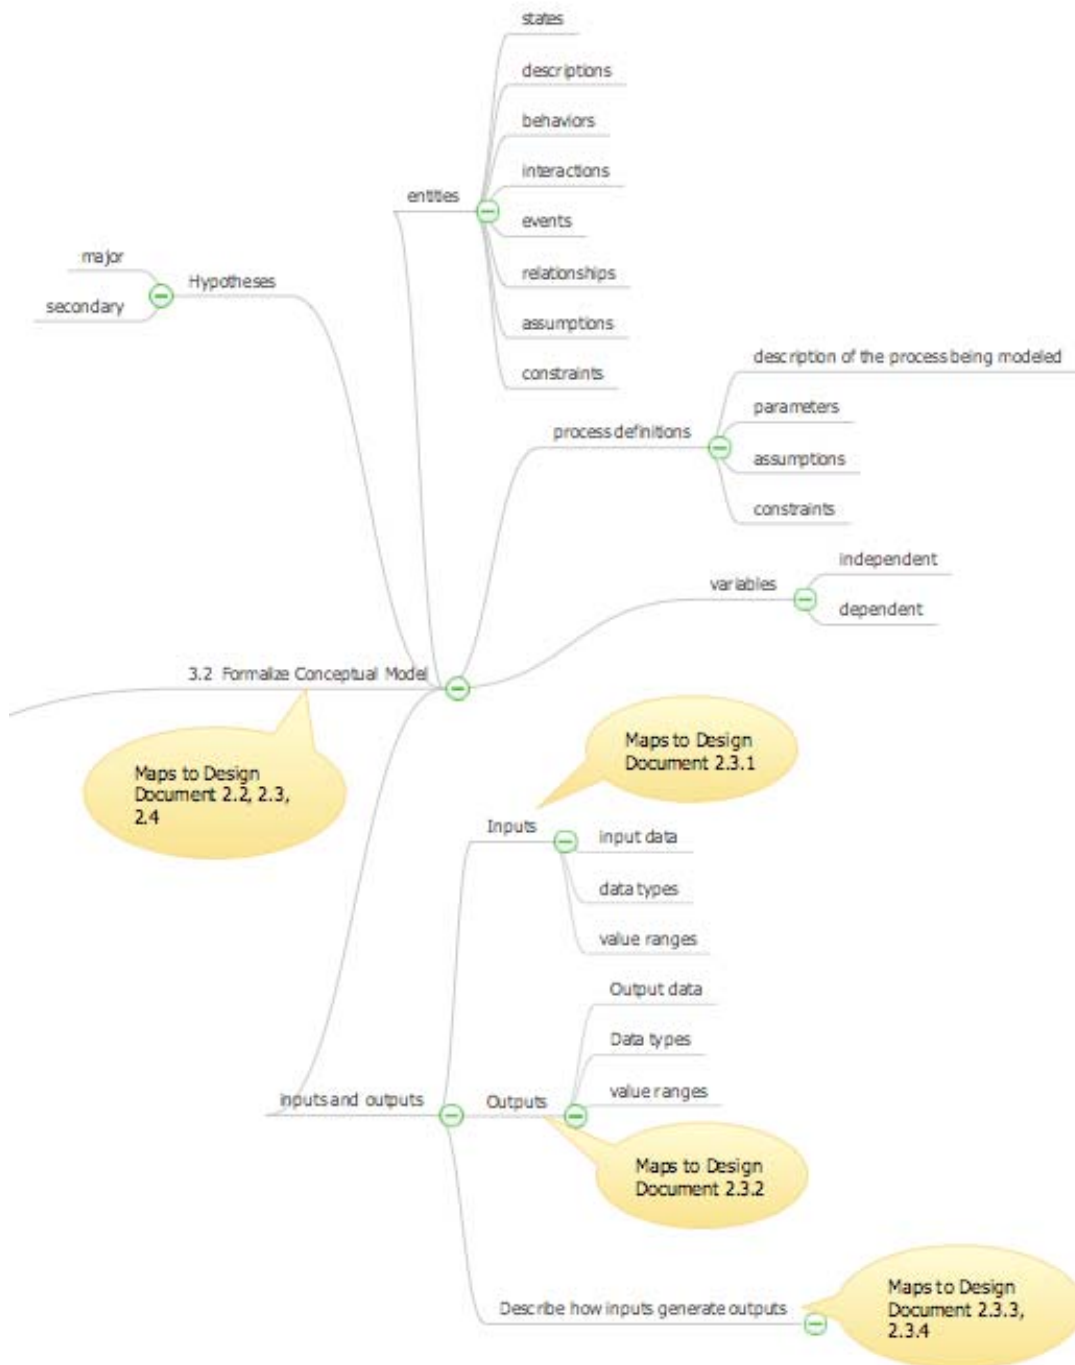 states
descriptions
behaviors
interactions
entities
events
relationships
assumptions
constraints
major
Hypotheses
secondary
description of the process being modeled
parameters
process definitions
assumptions
constraints
independent
variables
dependent
3.2 Formalize Conceptual Model
Maps to Design
Document 2.2, 2.3,
2.4
Maps to Design
Document 2.3.1
Inputs
input data
data types
value ranges
Output data
Data types
value ranges
inputs and outputs
Outputs
Maps to Design
Document 2.3.2
Describe how inputs generate outputs
Maps to Design
Document 2.3.3,
2.3.4